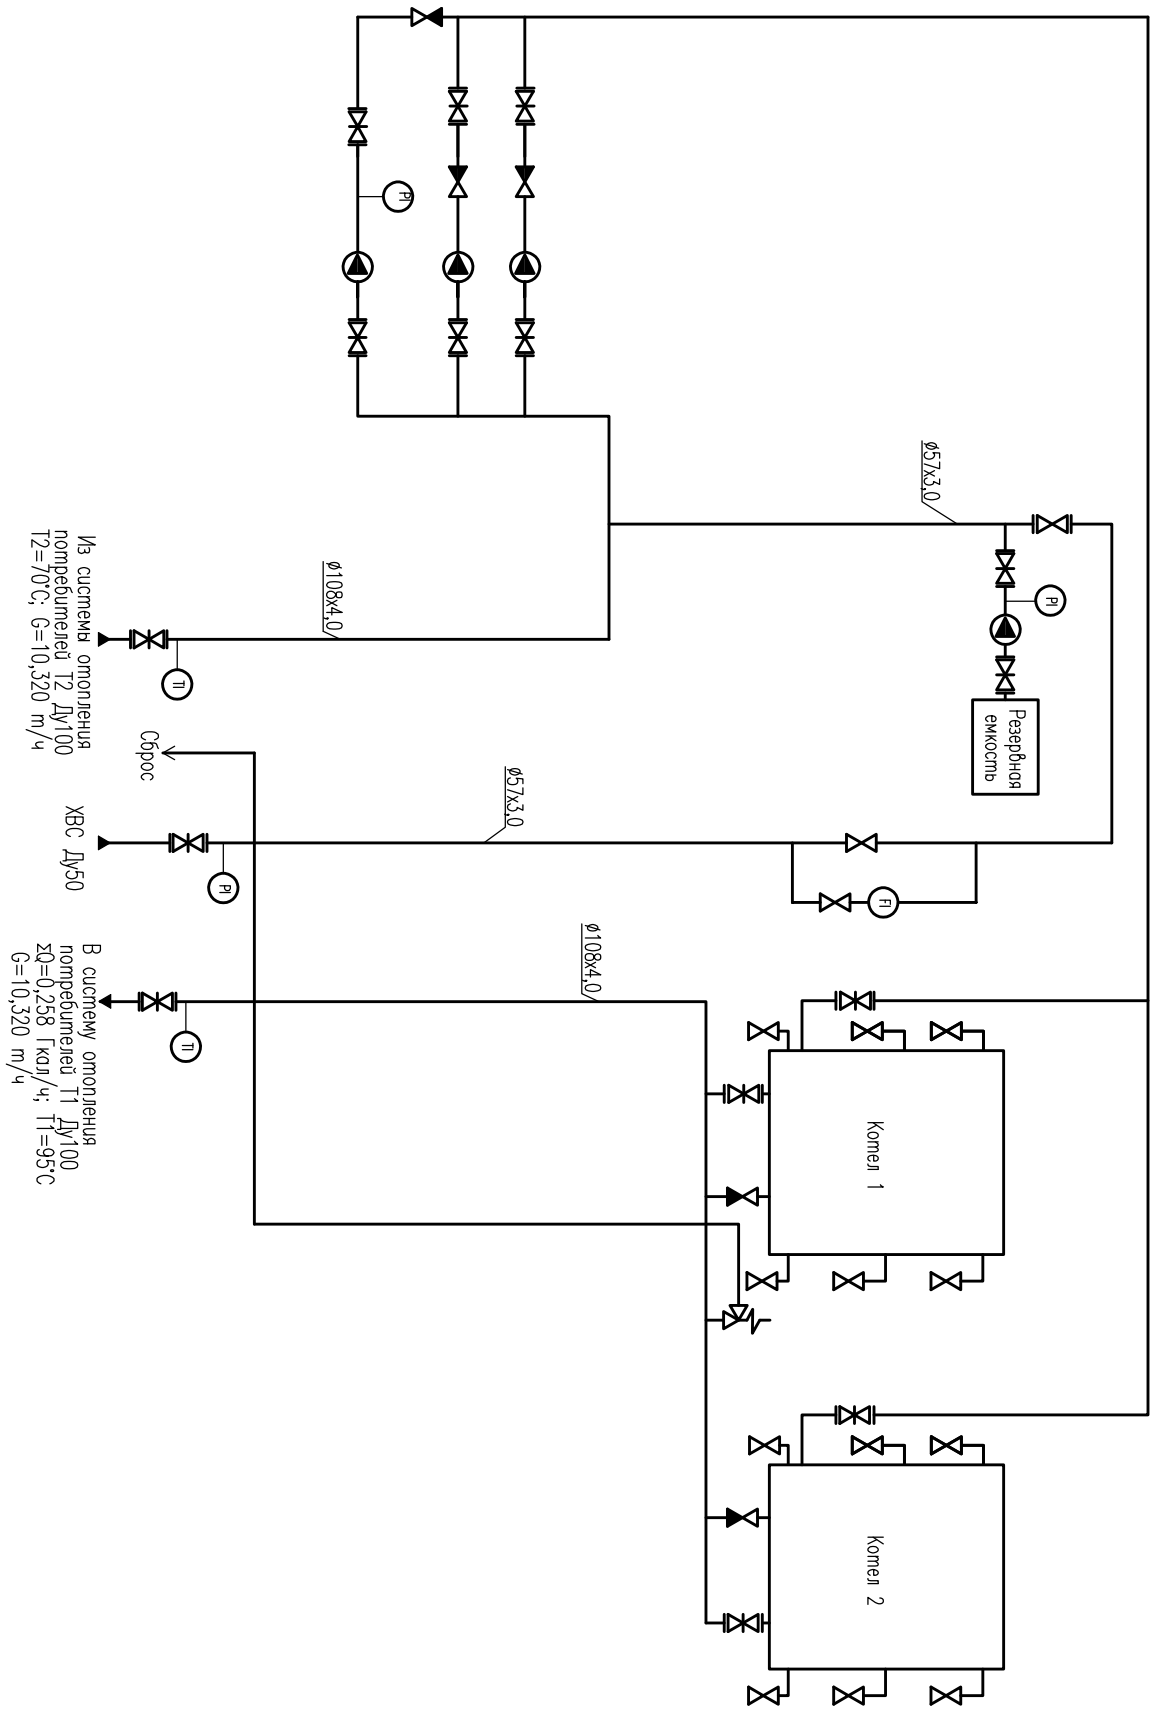 PI
ø57х3,0
PI
Резервная
емкость
ø108х4,0
TI
Из системы отопления
потребителей Т2 Ду100
Т2=70°С; G=10,320 т/ч
Сброс
ø57х3,0
FI
PI
ХВС Ду50
ø108х4,0
TI
В систему отопления
потребителей Т1 Ду100
ΣQ=0,258 Гкал/ч; Т1=95°С
G=10,320 т/ч
Котел 1
Котел 2